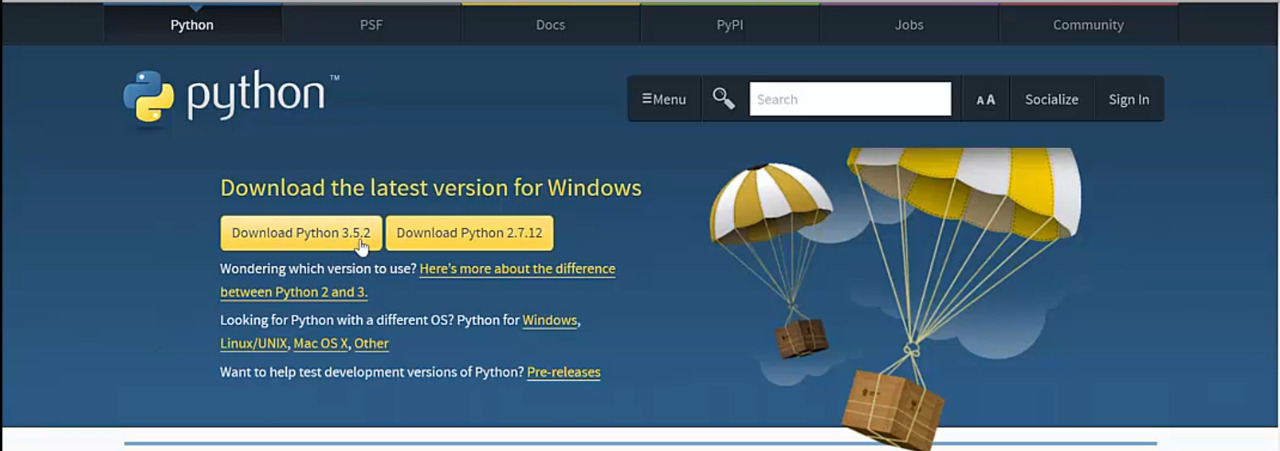 Python PSF Docs PyPI Jobs Community
python™
☰Menu Search AA Socialize Sign In
Download the latest version for Windows
Download Python 3.5.2 Download Python 2.7.12
Wondering which version to use? Here's more about the difference
between Python 2 and 3.
Looking for Python with a different OS? Python for Windows,
Linux/UNIX, Mac OS X, Other
Want to help test development versions of Python? Pre-releases